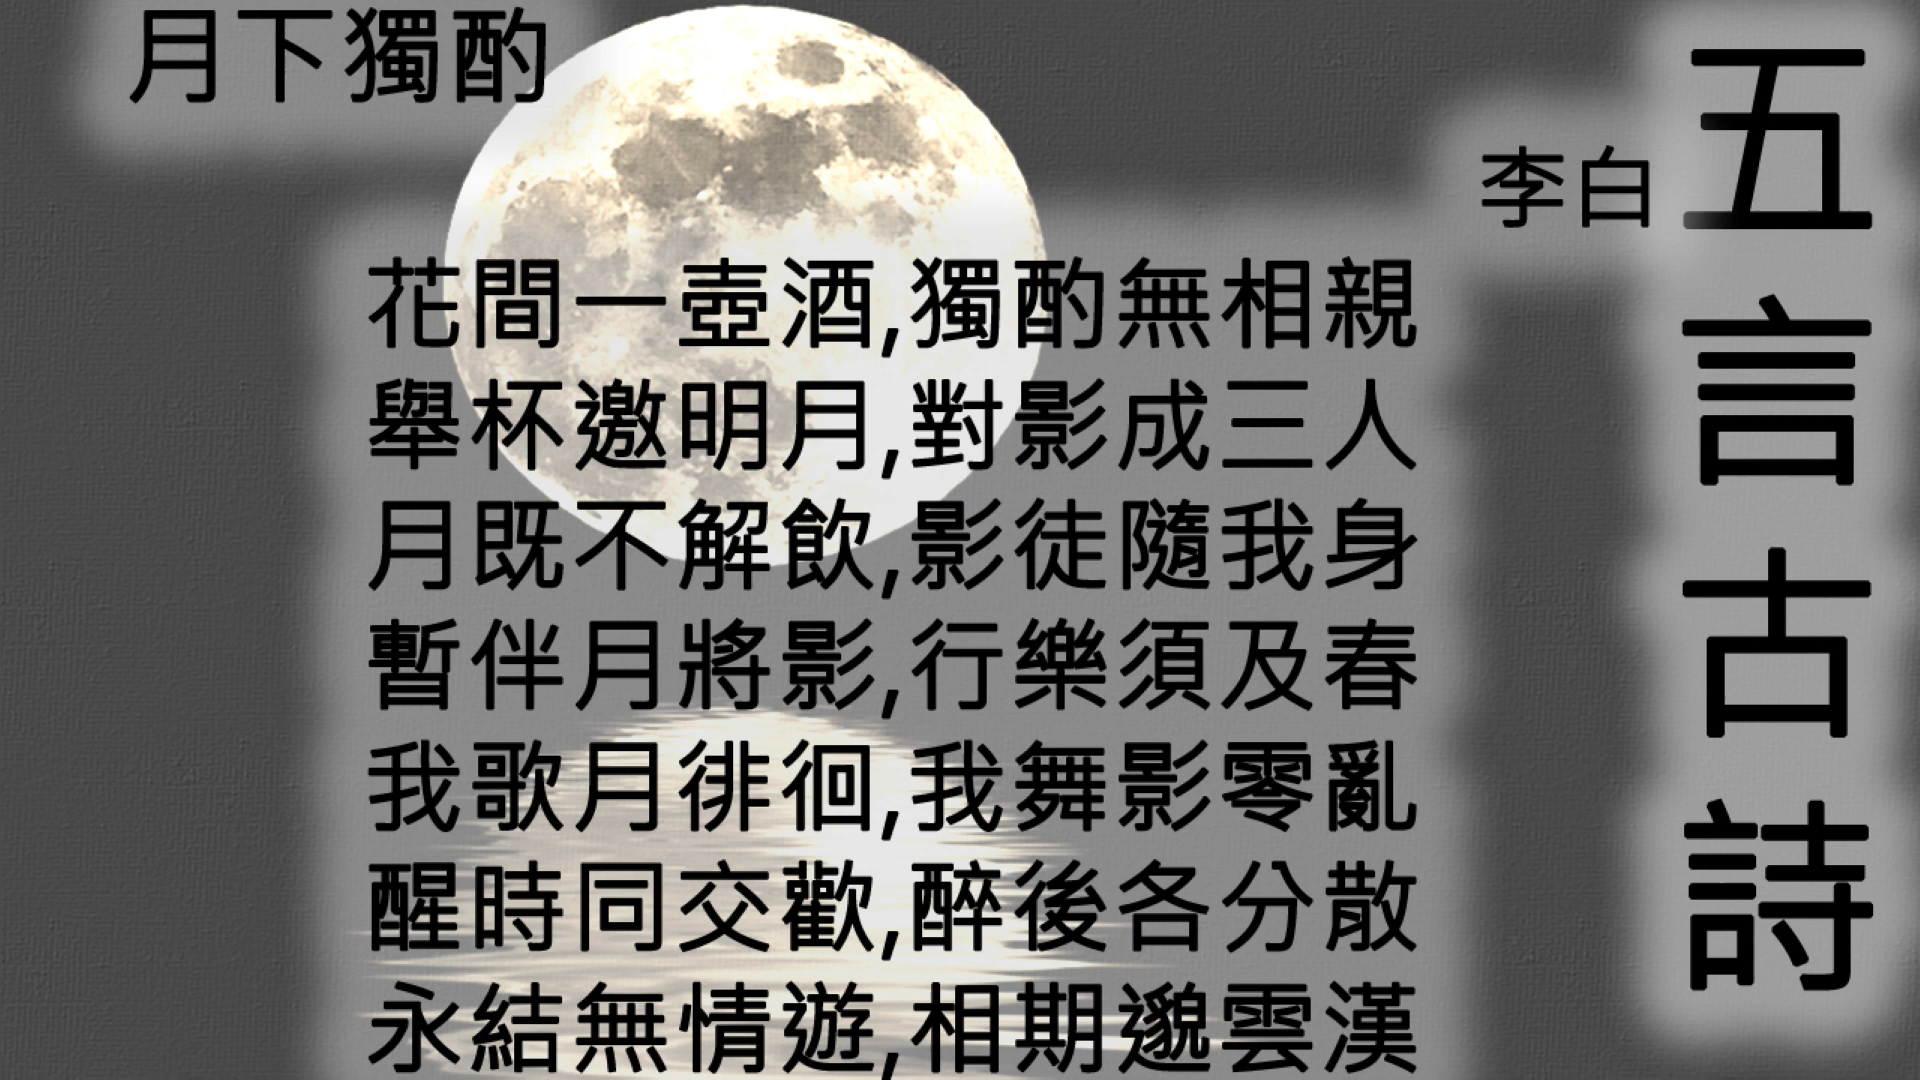 月下獨酌
五言古詩
李白
花間一壺酒,獨酌無相親
舉杯邀明月,對影成三人
月既不解飲,影徒隨我身
暫伴月將影,行樂須及春
我歌月徘徊,我舞影零亂
醒時同交歡,醉後各分散
永結無情遊,相期邈雲漢